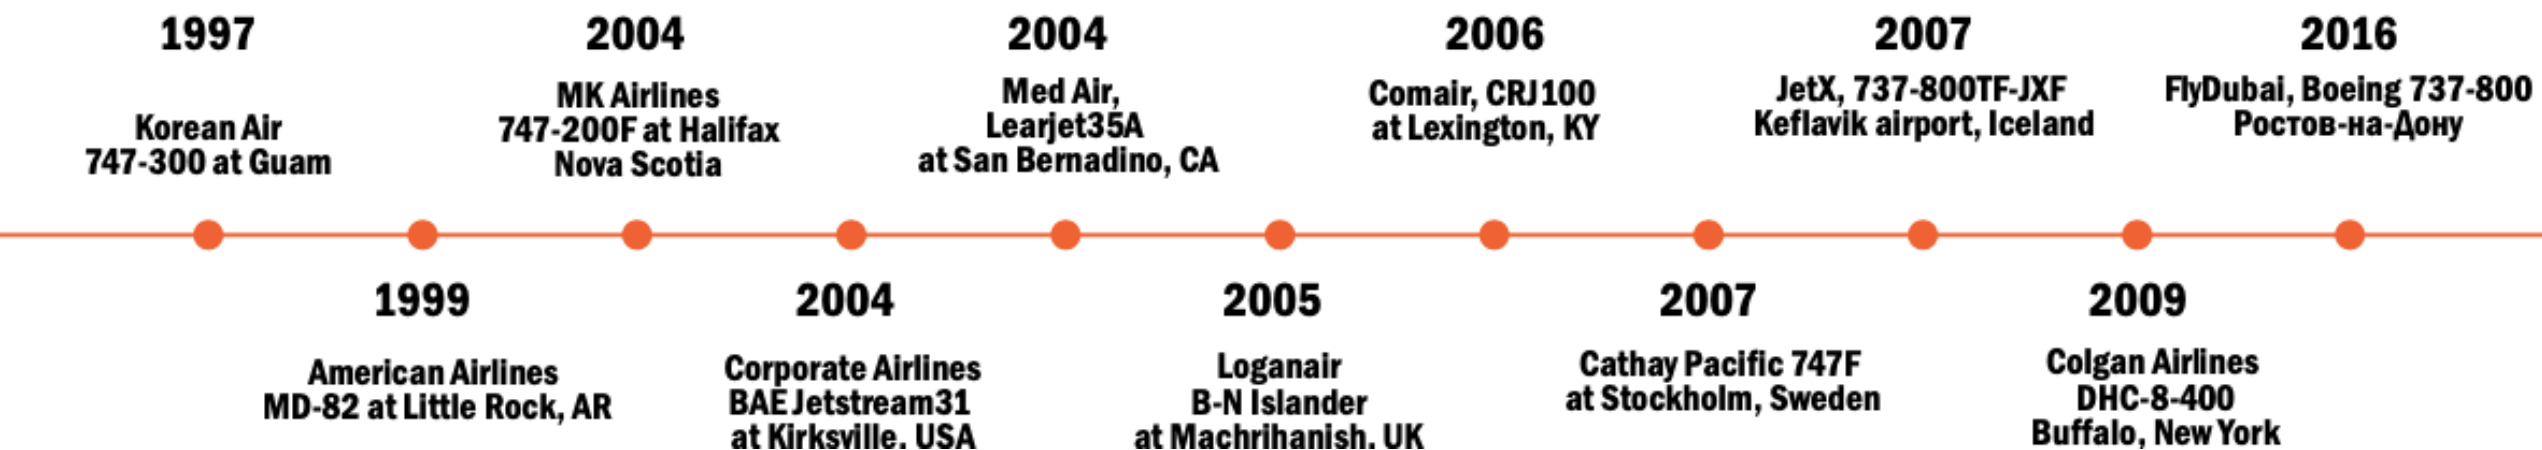 1997
Korean Air
747-300 at Guam
1999
American Airlines
MD-82 at Little Rock, AR
2004
MK Airlines
747-200F at Halifax
Nova Scotia
2004
Corporate Airlines
BAE Jetstream31
at Kirksville, USA
2004
Med Air,
Learjet35A
at San Bernadino, CA
2005
Loganair
B-N Islander
at Machrihanish, UK
2006
Comair, CRJ100
at Lexington, KY
2007
Cathay Pacific 747F
at Stockholm, Sweden
2007
JetX, 737-800TF-JXF
Keflavik airport, Iceland
2009
Colgan Airlines
DHC-8-400
Buffalo, New York
2016
FlyDubai, Boeing 737-800
Ростов-на-Дону